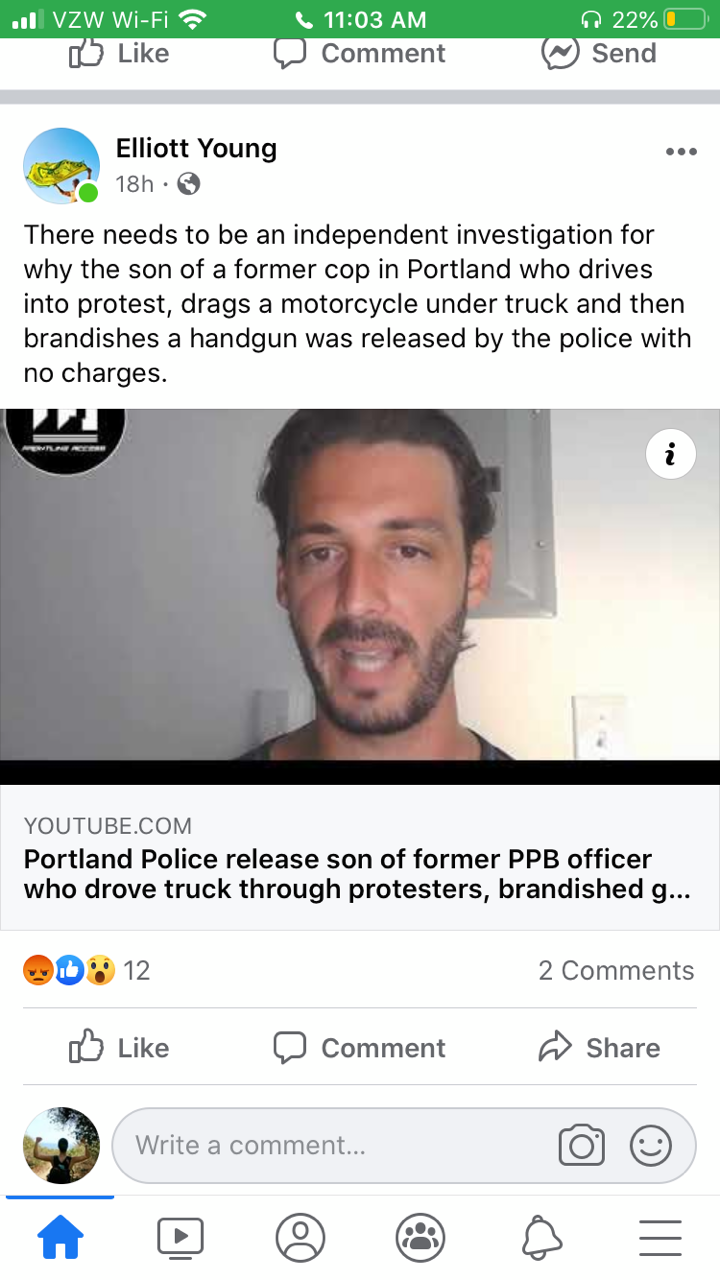 VZW Wi-Fi 11:03 AM 22%
Like Comment Send
Elliott Young
18h ·
There needs to be an independent investigation for
why the son of a former cop in Portland who drives
into protest, drags a motorcycle under truck and then
brandishes a handgun was released by the police with
no charges.
FRONTLINE ACCESS
i
YOUTUBE.COM
Portland Police release son of former PPB officer
who drove truck through protesters, brandished g...
12 2 Comments
Like Comment Share
Write a comment...